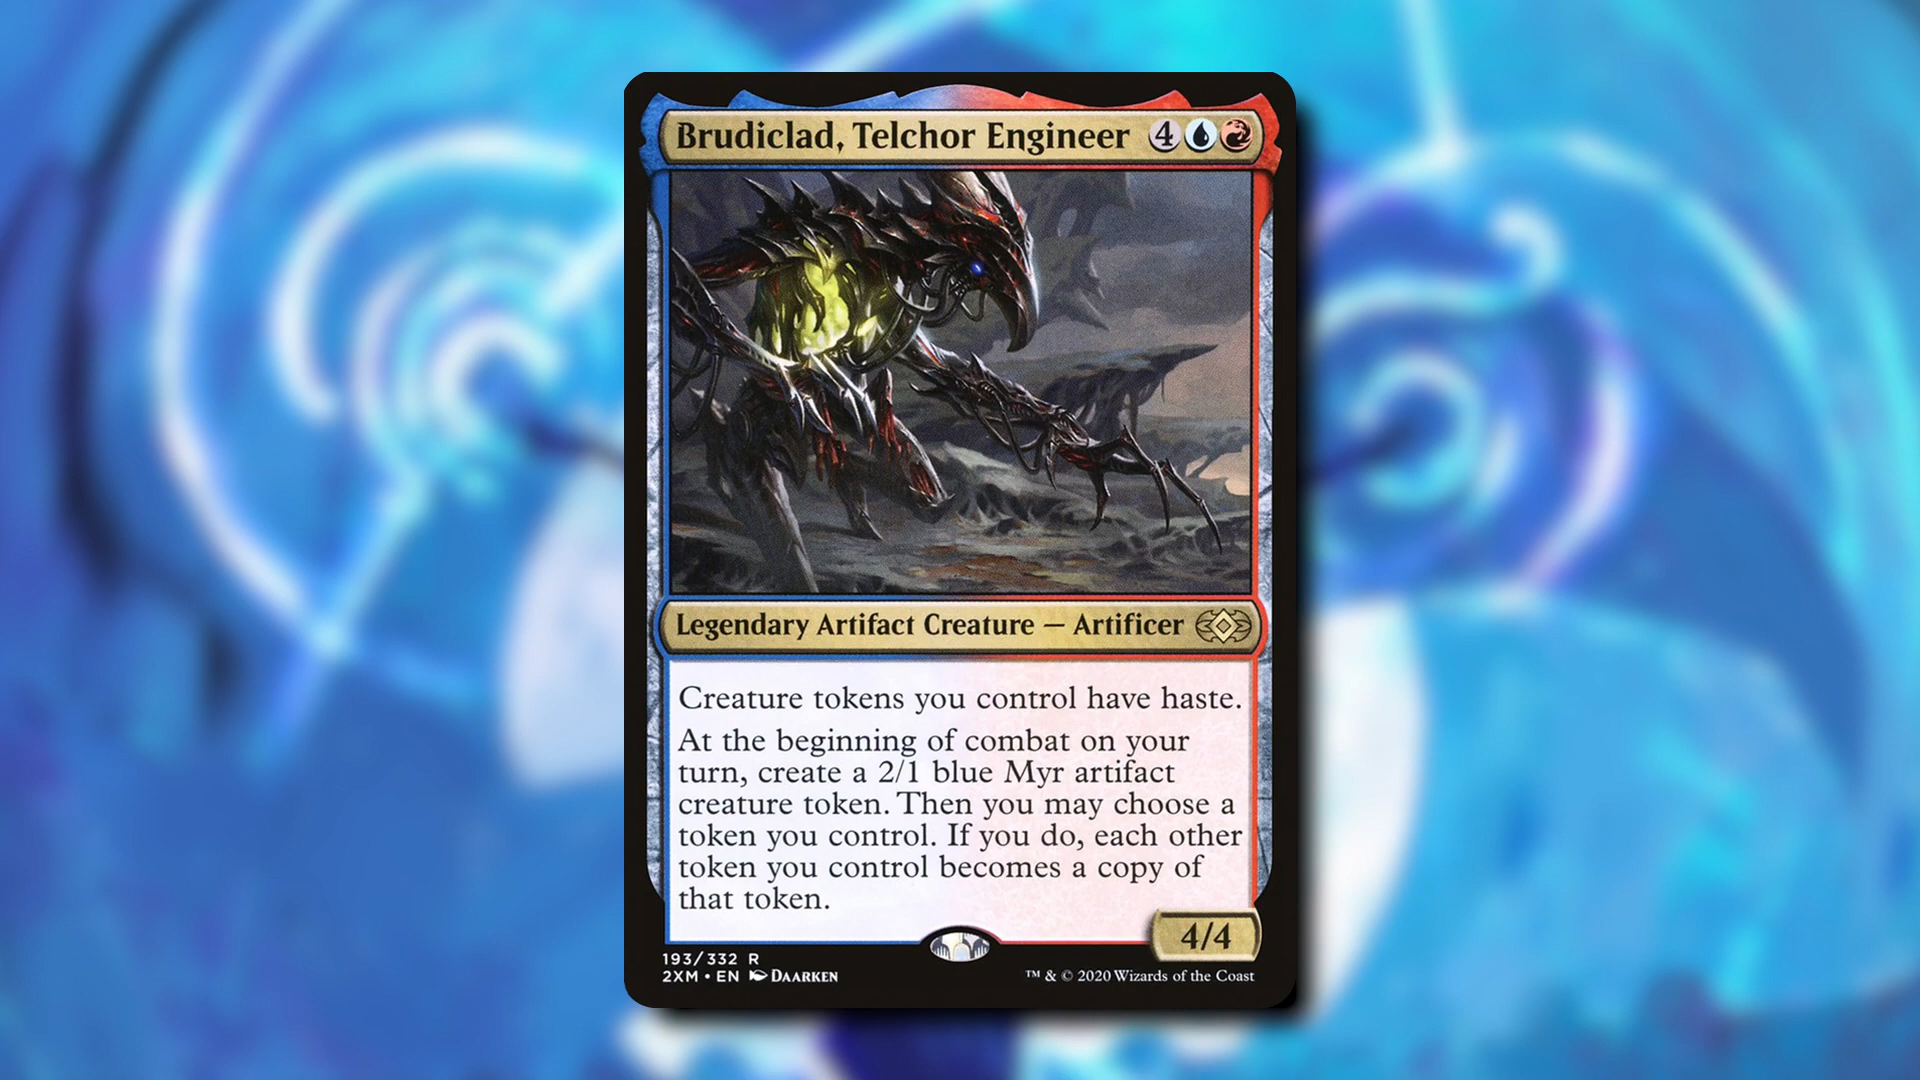 Brudiclad, Telchor Engineer 4
Legendary Artifact Creature — Artificer
Creature tokens you control have haste.
At the beginning of combat on your
turn, create a 2/1 blue Myr artifact
creature token. Then you may choose a
token you control. If you do, each other
token you control becomes a copy of
that token.
4/4
193/332 R
2XM • EN DAARKEN
™ & © 2020 Wizards of the Coast